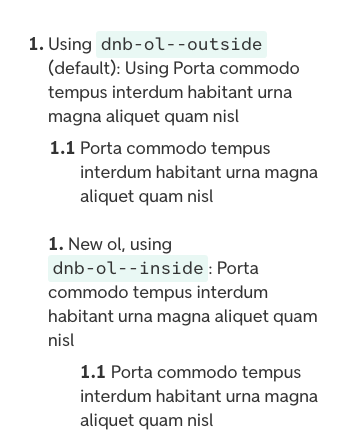 1. Using dnb-ol--outside
(default): Using Porta commodo
tempus interdum habitant urna
magna aliquet quam nisl
1.1 Porta commodo tempus
interdum habitant urna magna
aliquet quam nisl
1. New ol, using
dnb-ol--inside : Porta
commodo tempus interdum
habitant urna magna aliquet quam
nisl
1.1 Porta commodo tempus
interdum habitant urna magna
aliquet quam nisl